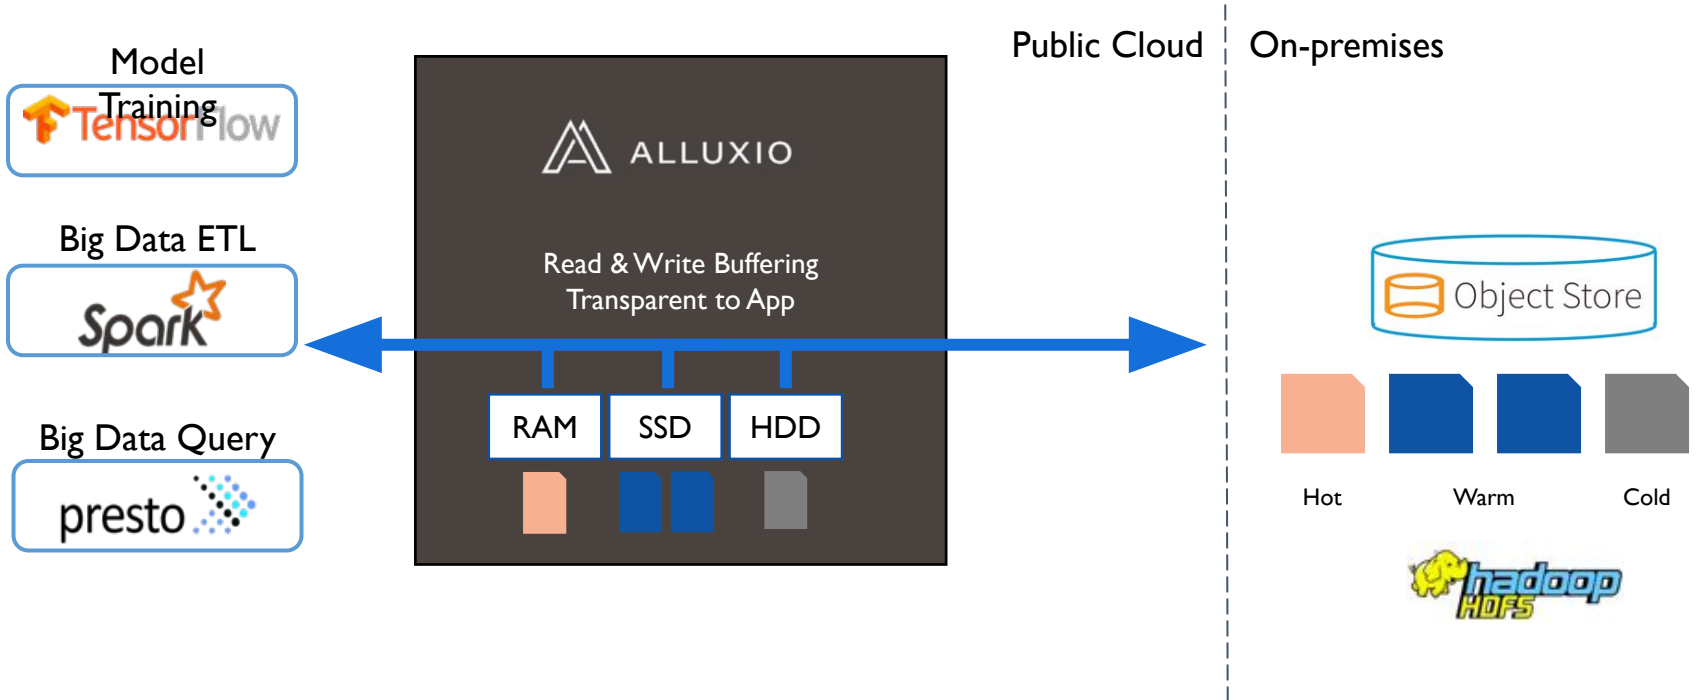 Model
Training
TensorFlow
Big Data ETL
Spark
Big Data Query
presto
ALLUXIO
Read & Write Buffering
Transparent to App
RAM
SSD
HDD
Public Cloud
On-premises
Object Store
Hot
Warm
Cold
hadoop
HDFS